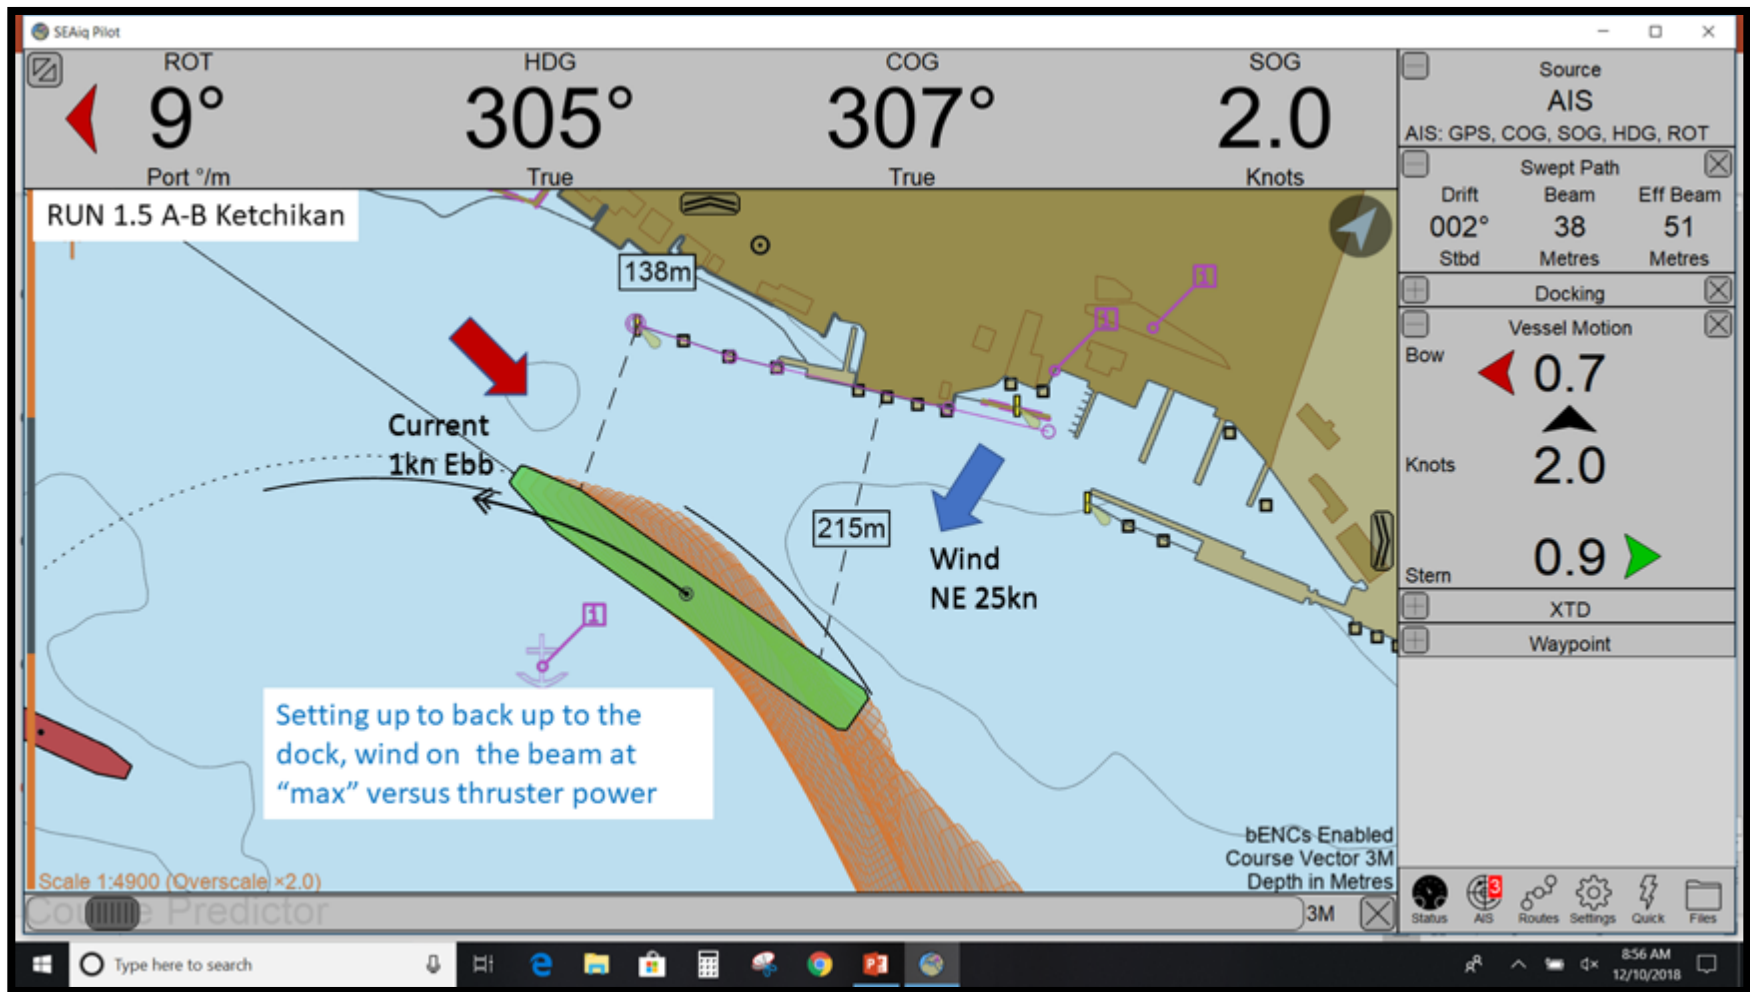 SEAiq Pilot
ROT
9°
Port °/m
HDG
305°
True
COG
307°
True
SOG
2.0
Knots
RUN 1.5 A-B Ketchikan
138m
1
1
Current
1kn Ebb
215m
Wind
NE 25kn
1
Setting up to back up to the
dock, wind on the beam at
“max” versus thruster power
bENCs Enabled
Course Vector 3M
Depth in Metres
Scale 1:4900 (Overscale ×2.0)
Course Predictor
3M
Source
AIS
AIS: GPS, COG, SOG, HDG, ROT
Swept Path
Drift Beam Eff Beam
002° 38 51
Stbd Metres Metres
Docking
Vessel Motion
Bow 0.7
Knots 2.0
Stern 0.9
XTD
Waypoint
3
Status AIS Routes Settings Quick Files
Type here to search
8:56 AM
12/10/2018